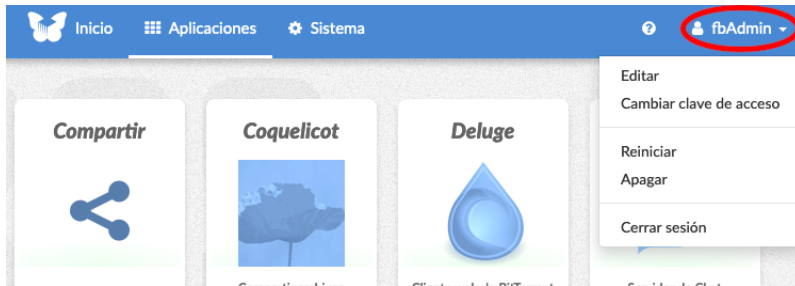 Inicio Aplicaciones Sistema ? fbAdmin
Editar
Cambiar clave de acceso
Reiniciar
Apagar
Cerrar sesión
Compartir Coquelicot Deluge